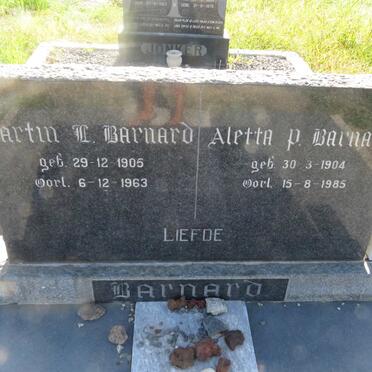 JONKER
artin L. Barnard
geb. 29-12-1905
Oorl. 6-12-1963
Aletta P. Barna
geb. 30-3-1904
Oorl. 15-8-1985
LIEFDE
Barnard